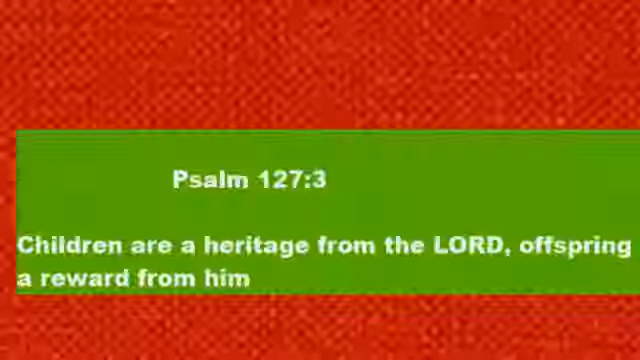 Psalm 127:3
Children are a heritage from the LORD, offspring
a reward from him